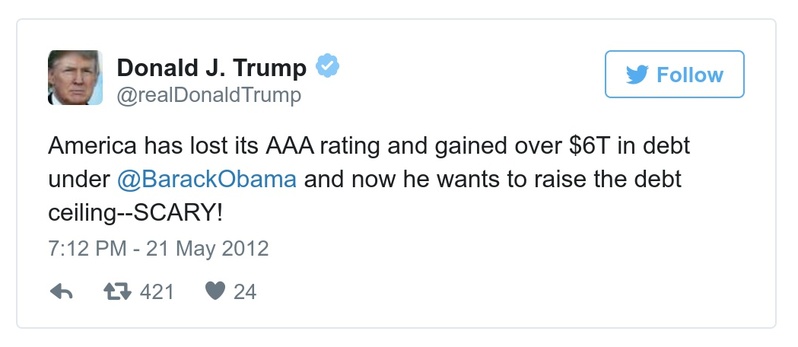 Donald J. Trump
@realDonaldTrump
Follow
America has lost its AAA rating and gained over $6T in debt
under @BarackObama and now he wants to raise the debt
ceiling--SCARY!
7:12 PM - 21 May 2012
421 24